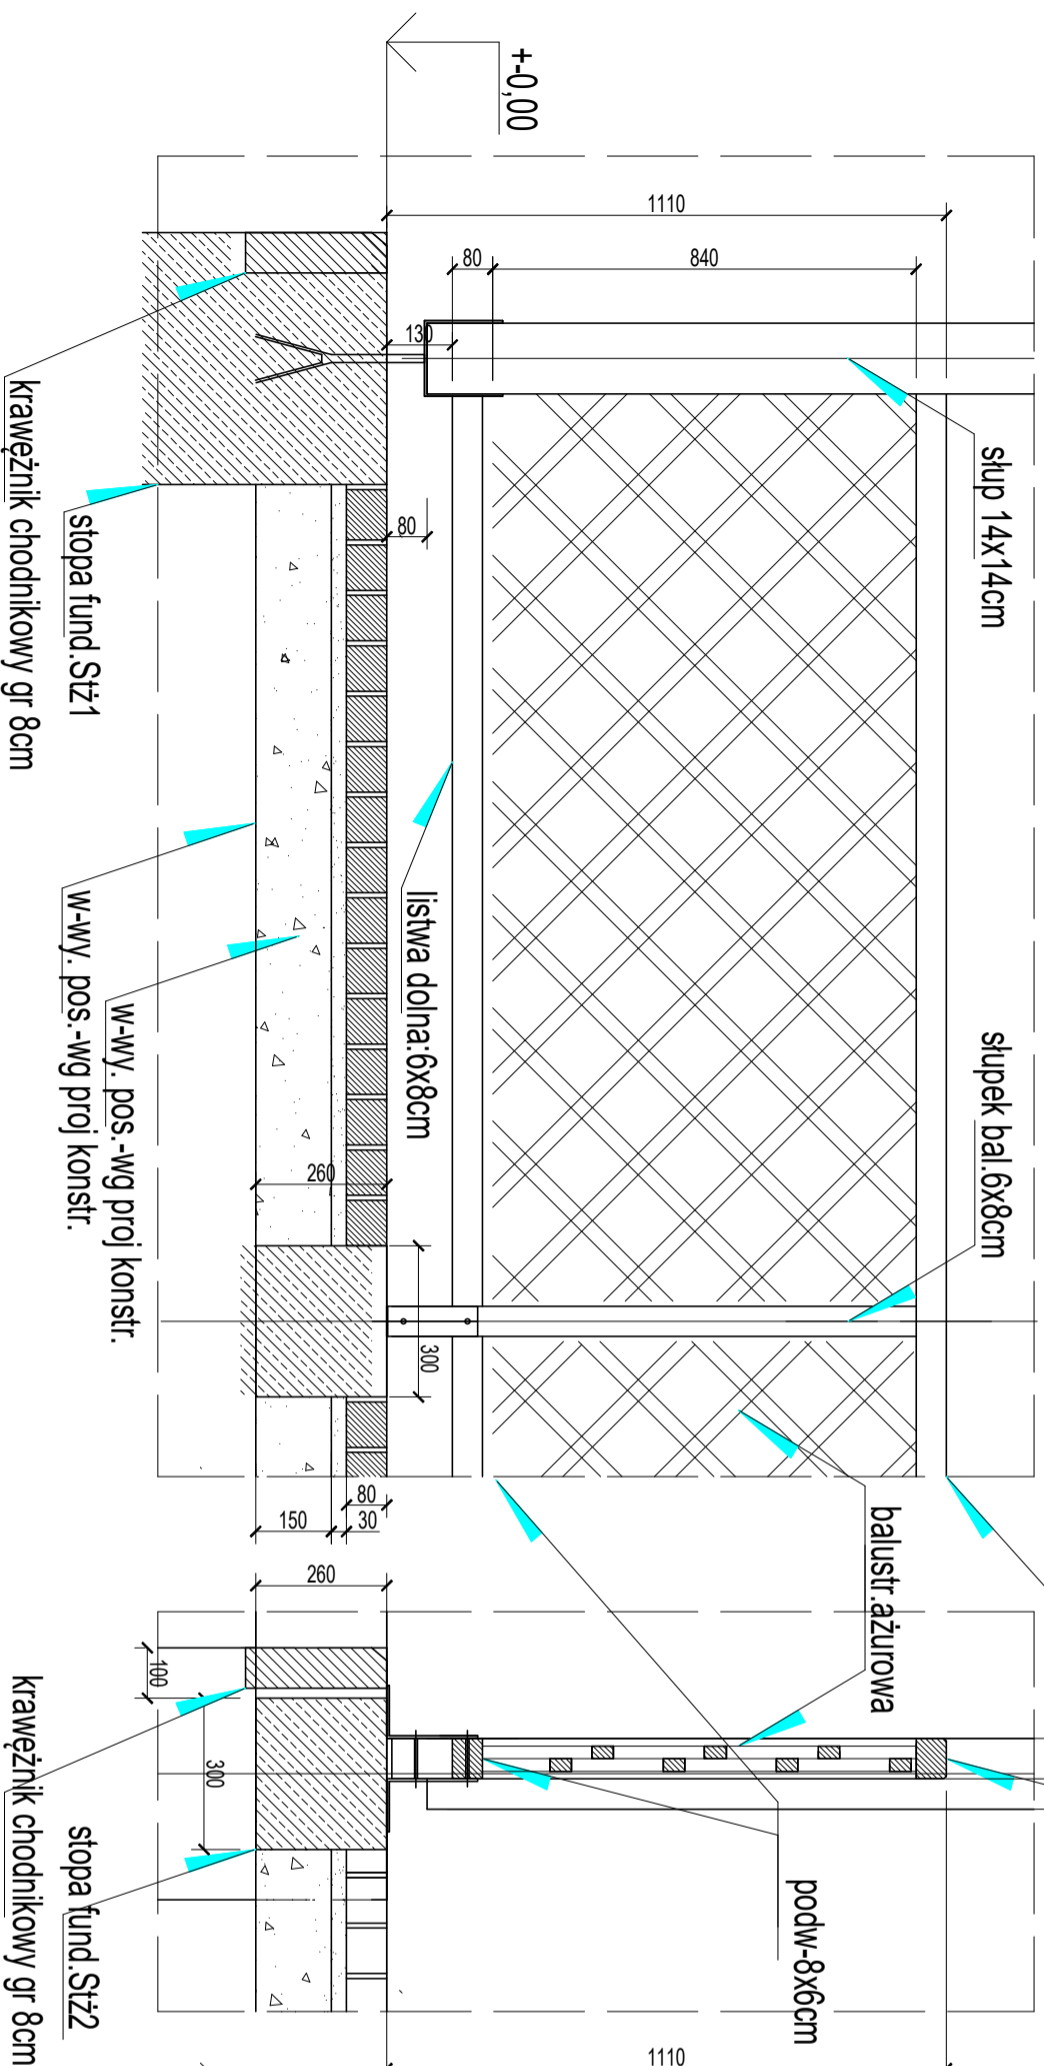 +-0,00
1110
840
80
130
80
słup 14x14cm
słupek bal.6x8cm
krawężnik chodnikowy gr 8cm
stopa fund.Stż1
listwa dolna:6x8cm
w-wy. pos.-wg proj konstr.
w-wy. pos.-wg proj konstr.
260
300
80
30
150
balustr.ażurowa
260
100
300
podw-8x6cm
stopa fund.Stż2
krawężnik chodnikowy gr 8cm
1110